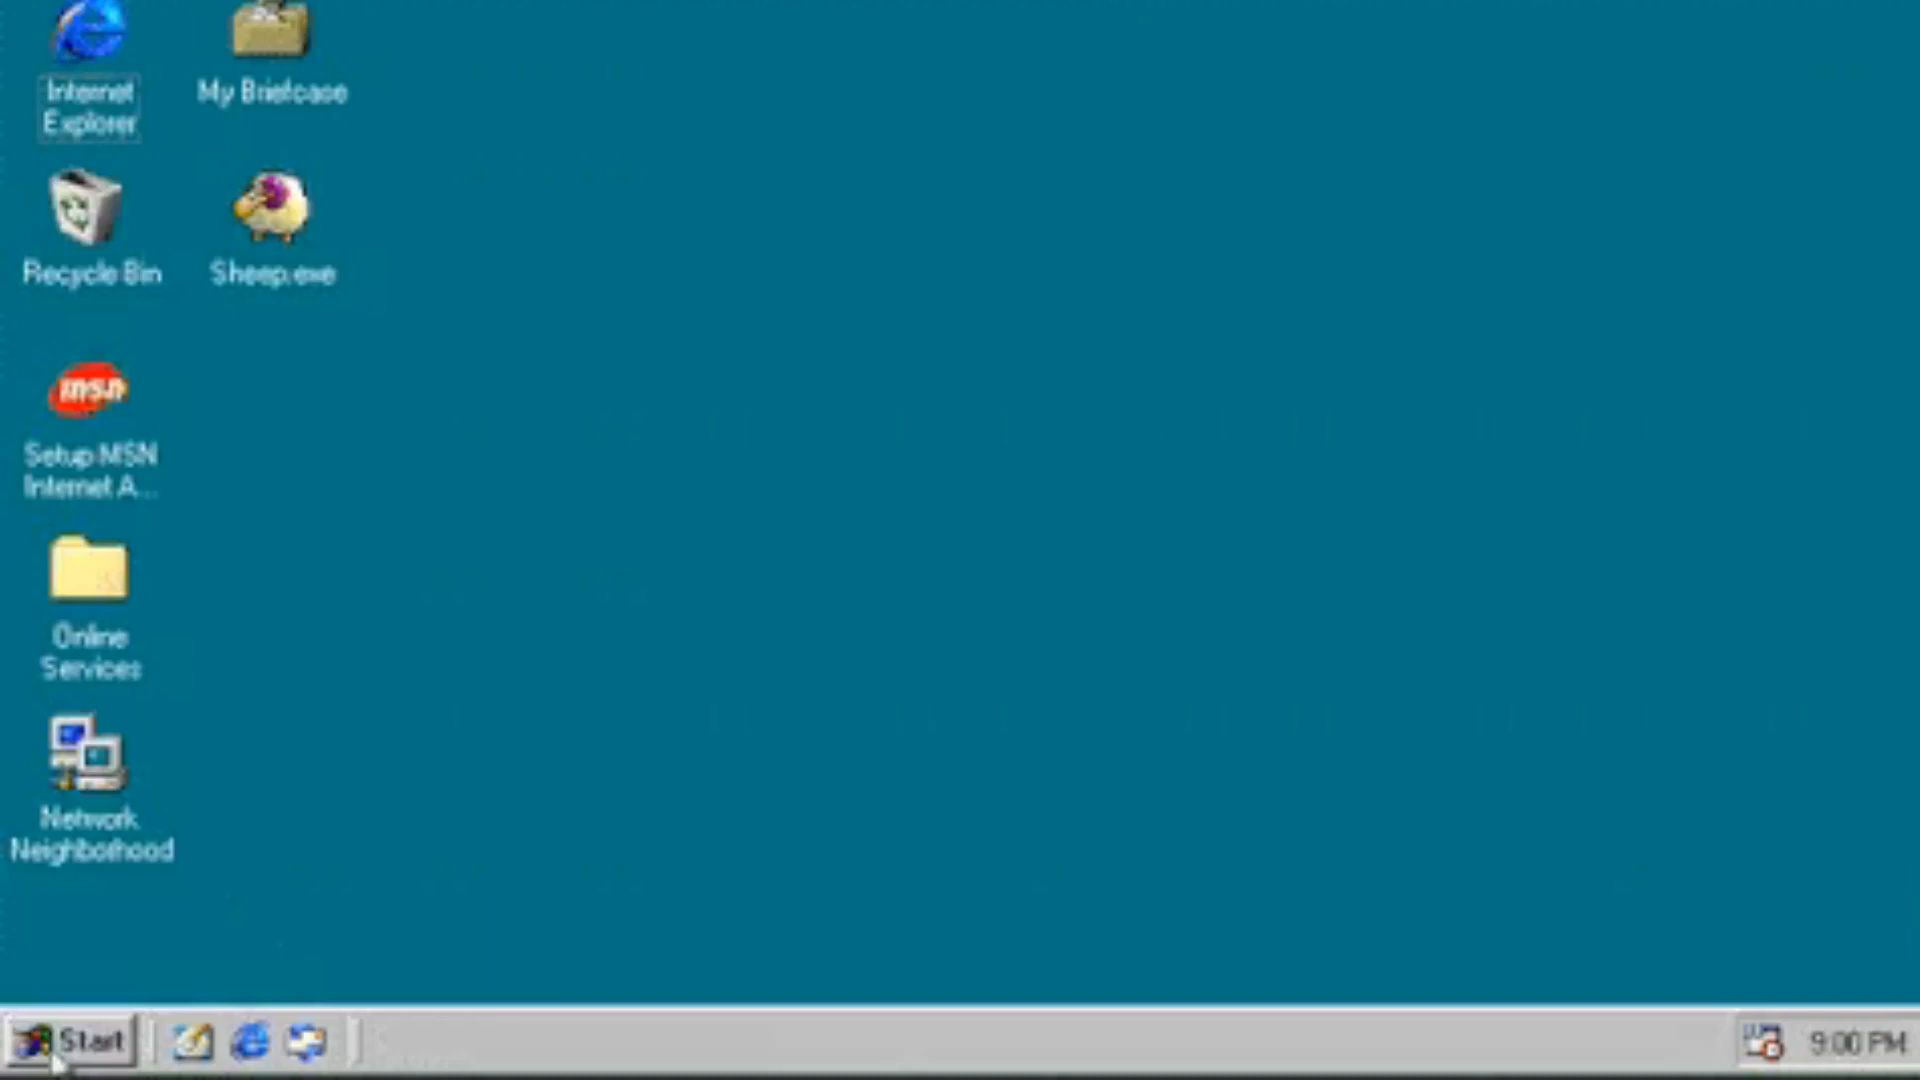 Internet
Explorer
My Briefcase
Recycle Bin
Sheep.exe
msn
Setup MSN
Internet A...
Online
Services
Network
Neighborhood
Start
9:00 PM